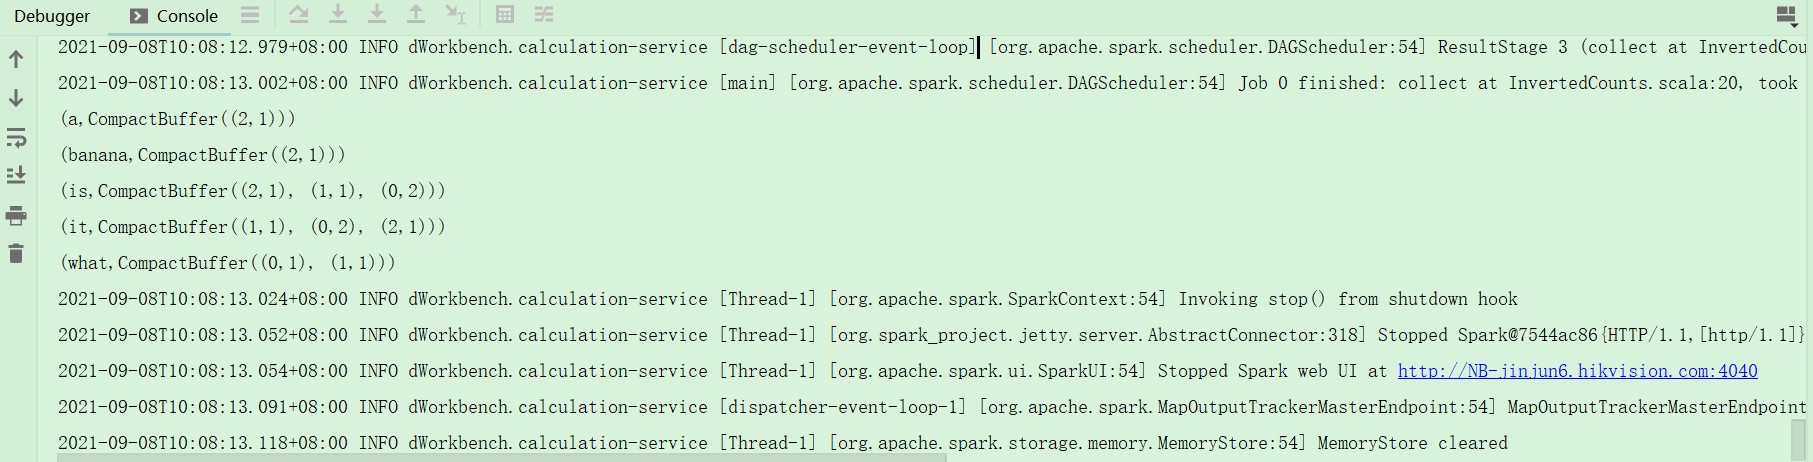 Debugger Console
2021-09-08T10:08:12.979+08:00 INFO dWorkbench.calculation-service [dag-scheduler-event-loop] [org.apache.spark.scheduler.DAGScheduler:54] ResultStage 3 (collect at InvertedCou
2021-09-08T10:08:13.002+08:00 INFO dWorkbench.calculation-service [main] [org.apache.spark.scheduler.DAGScheduler:54] Job 0 finished: collect at InvertedCounts.scala:20, took
(a,CompactBuffer((2,1)))
(banana,CompactBuffer((2,1)))
(is,CompactBuffer((2,1), (1,1), (0,2)))
(it,CompactBuffer((1,1), (0,2), (2,1)))
(what,CompactBuffer((0,1), (1,1)))
2021-09-08T10:08:13.024+08:00 INFO dWorkbench.calculation-service [Thread-1] [org.apache.spark.SparkContext:54] Invoking stop() from shutdown hook
2021-09-08T10:08:13.052+08:00 INFO dWorkbench.calculation-service [Thread-1] [org.spark_project.jetty.server.AbstractConnector:318] Stopped Spark@7544ac86{HTTP/1.1,[http/1.1]}
2021-09-08T10:08:13.054+08:00 INFO dWorkbench.calculation-service [Thread-1] [org.apache.spark.ui.SparkUI:54] Stopped Spark web UI at http://NB-jinjun6.hikvision.com:4040
2021-09-08T10:08:13.091+08:00 INFO dWorkbench.calculation-service [dispatcher-event-loop-1] [org.apache.spark.MapOutputTrackerMasterEndpoint:54] MapOutputTrackerMasterEndpoint
2021-09-08T10:08:13.118+08:00 INFO dWorkbench.calculation-service [Thread-1] [org.apache.spark.storage.memory.MemoryStore:54] MemoryStore cleared